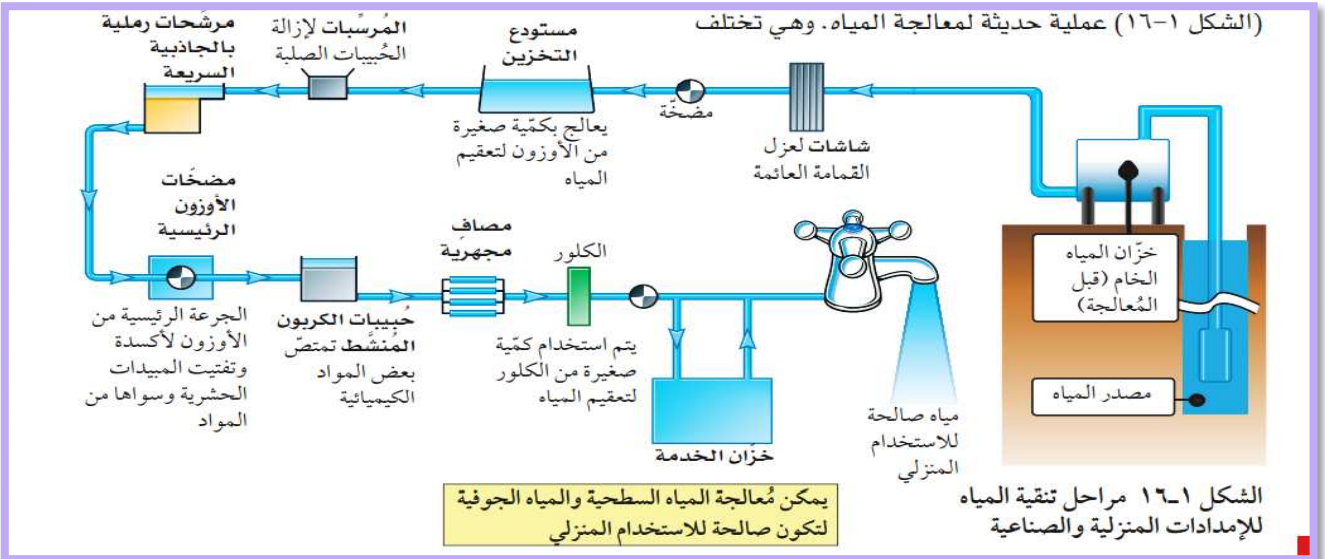 (الشكل ١-١٦) عملية حديثة لمعالجة المياه. وهي تختلف
خزّان المياه
الخام (قبل
المُعالجة)
مصدر المياه
شاشات لعزل
القمامة العائمة
مضخّة
مستودع
التخزين
يعالج بكمّية صغيرة
من الأوزون لتعقيم
المياه
المُرسِّبات لإزالة
الحُبيبات الصلبة
مرشّحات رملية
بالجاذبية
السريعة
مضخّات
الأوزون
الرئيسية
الجرعة الرئيسية من
الأوزون لأكسدة
وتفتيت المبيدات
الحشرية وسواها من
المواد
حُبيبات الكربون
المُنشَّط تمتصّ
بعض المواد
الكيميائية
مصافٍ
مجهرية
الكلور
يتم استخدام كمّية
صغيرة من الكلور
لتعقيم المياه
خزّان الخدمة
مياه صالحة
للاستخدام
المنزلي
يمكن مُعالجة المياه السطحية والمياه الجوفية
لتكون صالحة للاستخدام المنزلي
الشكل ١-١٦ مراحل تنقية المياه
للإمدادات المنزلية والصناعية